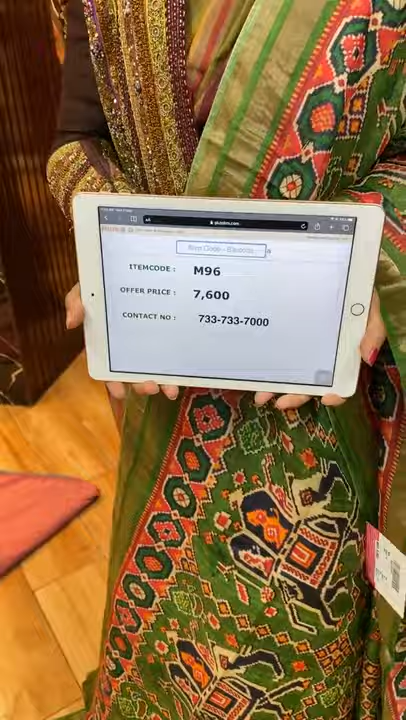 ITEMCODE : M96
OFFER PRICE : 7,600
CONTACT NO : 733-733-7000